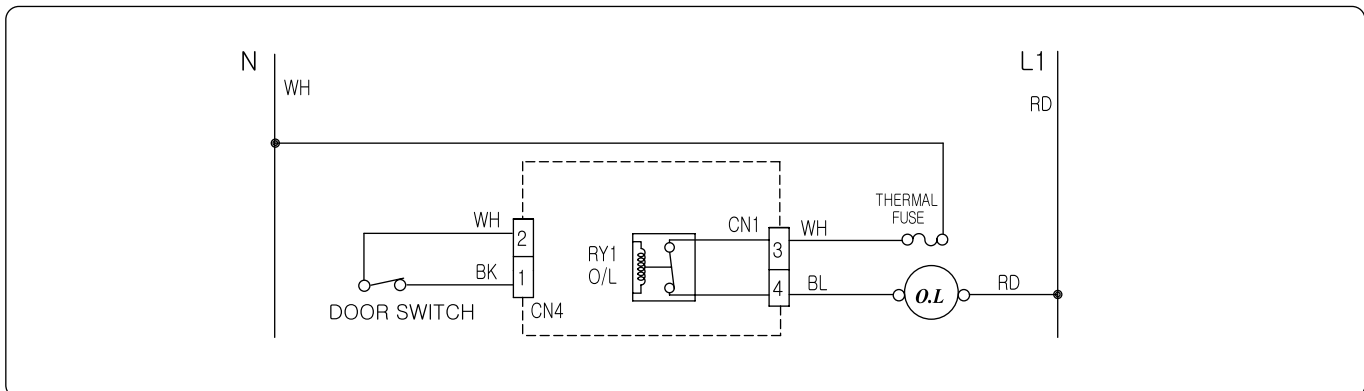 N
L1
WH
RD
THERMAL
FUSE
WH
2
CN1
WH
3
RY1
O/L
BK
1
4
BL
O.L
RD
DOOR SWITCH
CN4